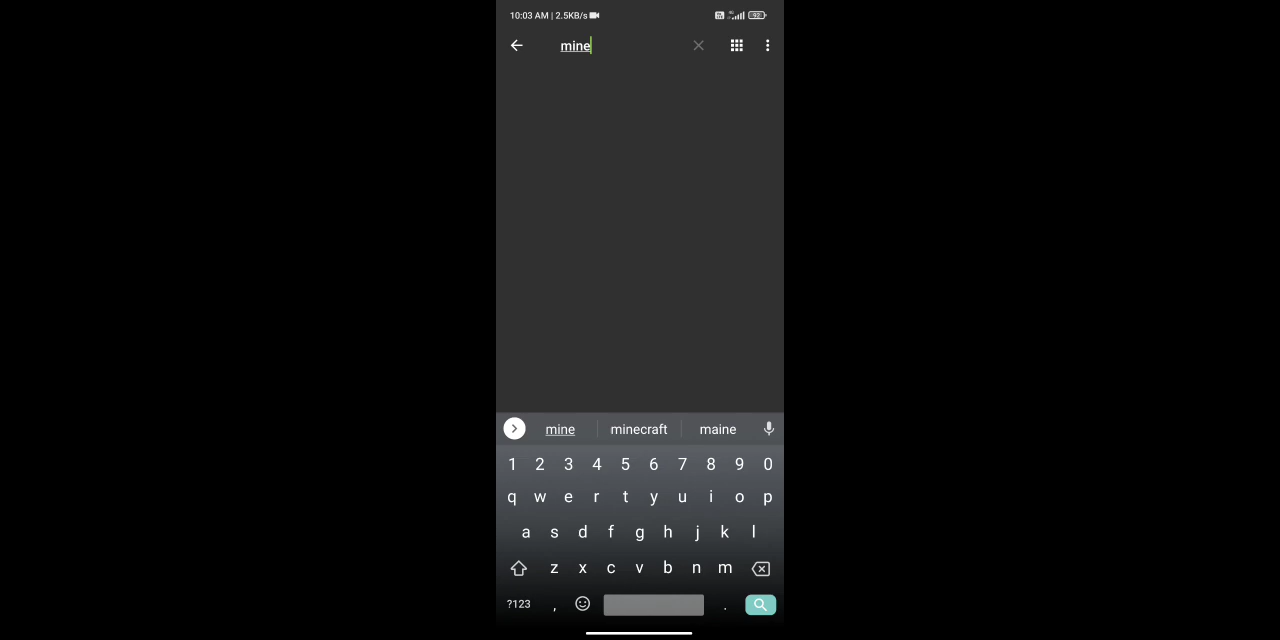 10:03 AM | 2.5KB/s 92
mine
mine minecraft maine
1 2 3 4 5 6 7 8 9 0
q w e r t y u i o p
a s d f g h j k l
z x c v b n m
?123 , .